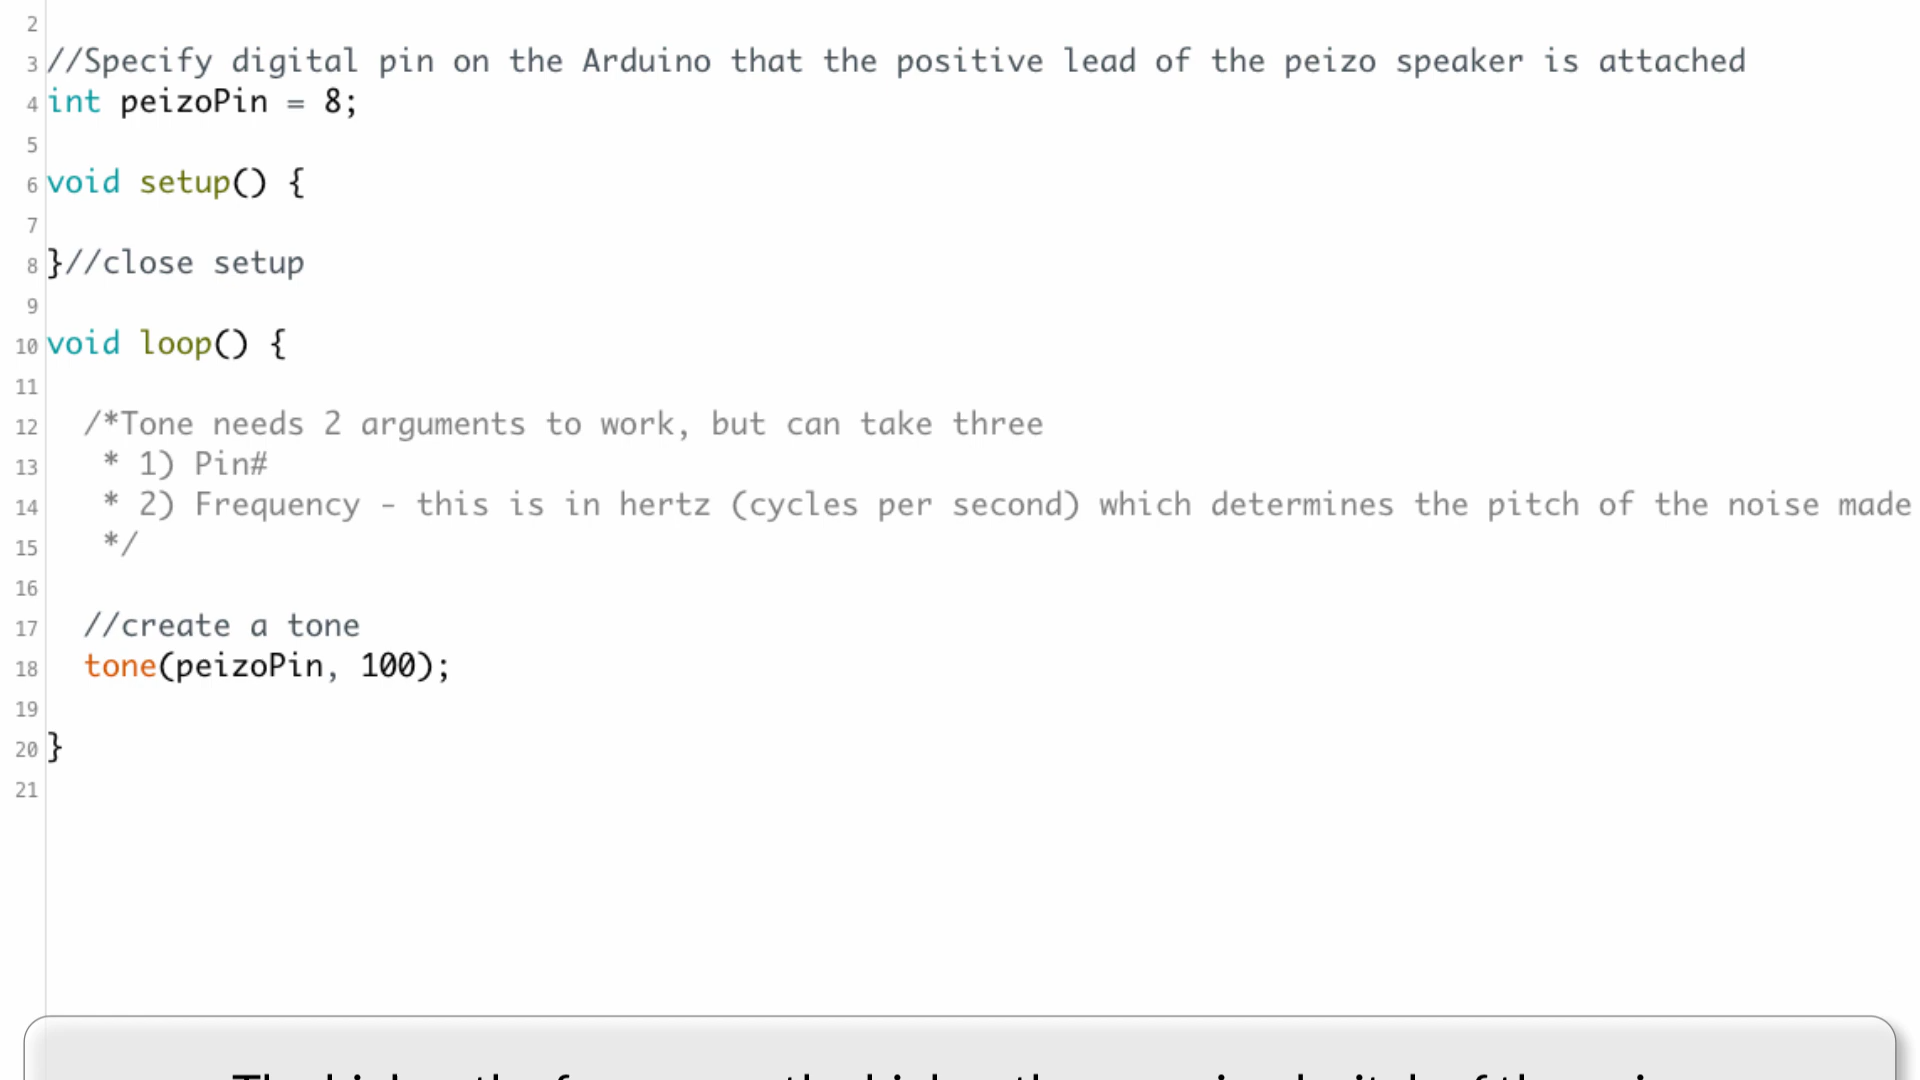 2
3 //Specify digital pin on the Arduino that the positive lead of the peizo speaker is attached
4 int peizoPin = 8;
5
6 void setup() {
7
8 }//close setup
9
10 void loop() {
11
12 /*Tone needs 2 arguments to work, but can take three
13 * 1) Pin#
14 * 2) Frequency - this is in hertz (cycles per second) which determines the pitch of the noise made
15 */
16
17 //create a tone
18 tone(peizoPin, 100);
19
20 }
21